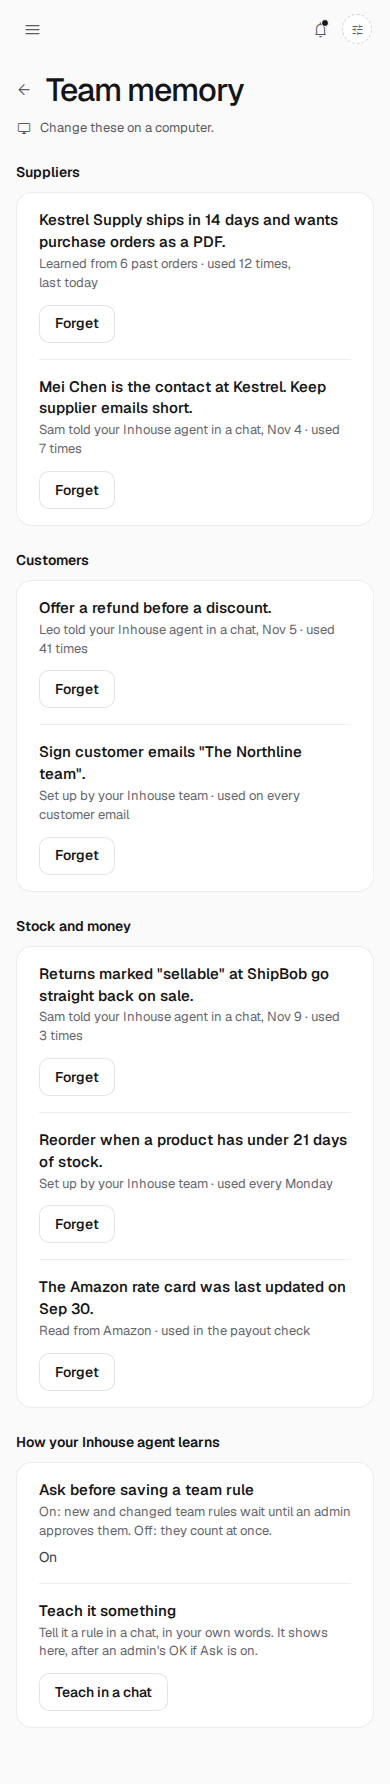 Team memory
Change these on a computer.
Suppliers
Kestrel Supply ships in 14 days and wants
purchase orders as a PDF.
Learned from 6 past orders · used 12 times,
last today
Forget
Mei Chen is the contact at Kestrel. Keep
supplier emails short.
Sam told your Inhouse agent in a chat, Nov 4 · used
7 times
Forget
Customers
Offer a refund before a discount.
Leo told your Inhouse agent in a chat, Nov 5 · used
41 times
Forget
Sign customer emails "The Northline
team".
Set up by your Inhouse team · used on every
customer email
Forget
Stock and money
Returns marked "sellable" at ShipBob go
straight back on sale.
Sam told your Inhouse agent in a chat, Nov 9 · used
3 times
Forget
Reorder when a product has under 21 days
of stock.
Set up by your Inhouse team · used every Monday
Forget
The Amazon rate card was last updated on
Sep 30.
Read from Amazon · used in the payout check
Forget
How your Inhouse agent learns
Ask before saving a team rule
On: new and changed team rules wait until an admin
approves them. Off: they count at once.
On
Teach it something
Tell it a rule in a chat, in your own words. It shows
here, after an admin's OK if Ask is on.
Teach in a chat